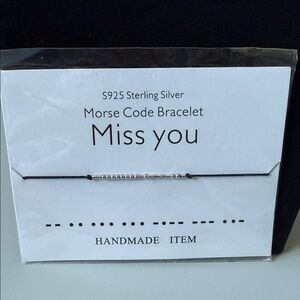 S925 Sterling Silver
Morse Code Bracelet
Miss you
-- .. ... ... -.-- --- ..-
HANDMADE ITEM